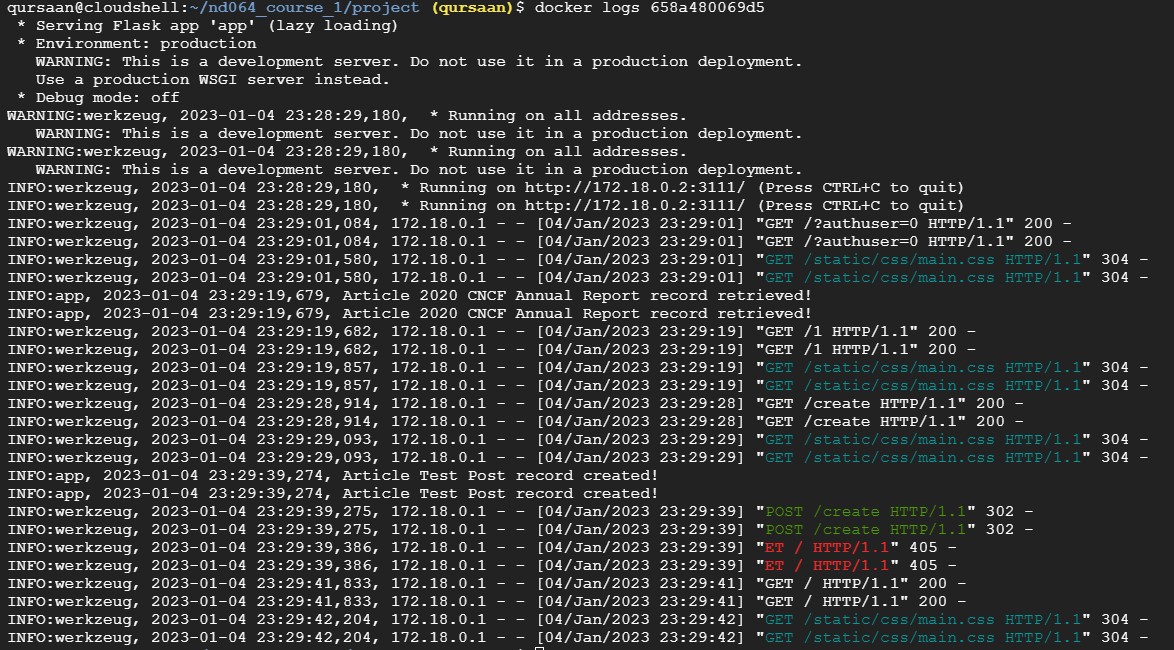 qursaan@cloudshell:~/nd064_course_1/project (qursaan)$ docker logs 658a480069d5
 * Serving Flask app 'app' (lazy loading)
 * Environment: production
   WARNING: This is a development server. Do not use it in a production deployment.
   Use a production WSGI server instead.
 * Debug mode: off
WARNING:werkzeug, 2023-01-04 23:28:29,180,  * Running on all addresses.
   WARNING: This is a development server. Do not use it in a production deployment.
WARNING:werkzeug, 2023-01-04 23:28:29,180,  * Running on all addresses.
   WARNING: This is a development server. Do not use it in a production deployment.
INFO:werkzeug, 2023-01-04 23:28:29,180,  * Running on http://172.18.0.2:3111/ (Press CTRL+C to quit)
INFO:werkzeug, 2023-01-04 23:28:29,180,  * Running on http://172.18.0.2:3111/ (Press CTRL+C to quit)
INFO:werkzeug, 2023-01-04 23:29:01,084, 172.18.0.1 - - [04/Jan/2023 23:29:01] "GET /?authuser=0 HTTP/1.1" 200 -
INFO:werkzeug, 2023-01-04 23:29:01,084, 172.18.0.1 - - [04/Jan/2023 23:29:01] "GET /?authuser=0 HTTP/1.1" 200 -
INFO:werkzeug, 2023-01-04 23:29:01,580, 172.18.0.1 - - [04/Jan/2023 23:29:01] "GET /static/css/main.css HTTP/1.1" 304 -
INFO:werkzeug, 2023-01-04 23:29:01,580, 172.18.0.1 - - [04/Jan/2023 23:29:01] "GET /static/css/main.css HTTP/1.1" 304 -
INFO:app, 2023-01-04 23:29:19,679, Article 2020 CNCF Annual Report record retrieved!
INFO:app, 2023-01-04 23:29:19,679, Article 2020 CNCF Annual Report record retrieved!
INFO:werkzeug, 2023-01-04 23:29:19,682, 172.18.0.1 - - [04/Jan/2023 23:29:19] "GET /1 HTTP/1.1" 200 -
INFO:werkzeug, 2023-01-04 23:29:19,682, 172.18.0.1 - - [04/Jan/2023 23:29:19] "GET /1 HTTP/1.1" 200 -
INFO:werkzeug, 2023-01-04 23:29:19,857, 172.18.0.1 - - [04/Jan/2023 23:29:19] "GET /static/css/main.css HTTP/1.1" 304 -
INFO:werkzeug, 2023-01-04 23:29:19,857, 172.18.0.1 - - [04/Jan/2023 23:29:19] "GET /static/css/main.css HTTP/1.1" 304 -
INFO:werkzeug, 2023-01-04 23:29:28,914, 172.18.0.1 - - [04/Jan/2023 23:29:28] "GET /create HTTP/1.1" 200 -
INFO:werkzeug, 2023-01-04 23:29:28,914, 172.18.0.1 - - [04/Jan/2023 23:29:28] "GET /create HTTP/1.1" 200 -
INFO:werkzeug, 2023-01-04 23:29:29,093, 172.18.0.1 - - [04/Jan/2023 23:29:29] "GET /static/css/main.css HTTP/1.1" 304 -
INFO:werkzeug, 2023-01-04 23:29:29,093, 172.18.0.1 - - [04/Jan/2023 23:29:29] "GET /static/css/main.css HTTP/1.1" 304 -
INFO:app, 2023-01-04 23:29:39,274, Article Test Post record created!
INFO:app, 2023-01-04 23:29:39,274, Article Test Post record created!
INFO:werkzeug, 2023-01-04 23:29:39,275, 172.18.0.1 - - [04/Jan/2023 23:29:39] "POST /create HTTP/1.1" 302 -
INFO:werkzeug, 2023-01-04 23:29:39,275, 172.18.0.1 - - [04/Jan/2023 23:29:39] "POST /create HTTP/1.1" 302 -
INFO:werkzeug, 2023-01-04 23:29:39,386, 172.18.0.1 - - [04/Jan/2023 23:29:39] "ET / HTTP/1.1" 405 -
INFO:werkzeug, 2023-01-04 23:29:39,386, 172.18.0.1 - - [04/Jan/2023 23:29:39] "ET / HTTP/1.1" 405 -
INFO:werkzeug, 2023-01-04 23:29:41,833, 172.18.0.1 - - [04/Jan/2023 23:29:41] "GET / HTTP/1.1" 200 -
INFO:werkzeug, 2023-01-04 23:29:41,833, 172.18.0.1 - - [04/Jan/2023 23:29:41] "GET / HTTP/1.1" 200 -
INFO:werkzeug, 2023-01-04 23:29:42,204, 172.18.0.1 - - [04/Jan/2023 23:29:42] "GET /static/css/main.css HTTP/1.1" 304 -
INFO:werkzeug, 2023-01-04 23:29:42,204, 172.18.0.1 - - [04/Jan/2023 23:29:42] "GET /static/css/main.css HTTP/1.1" 304 -